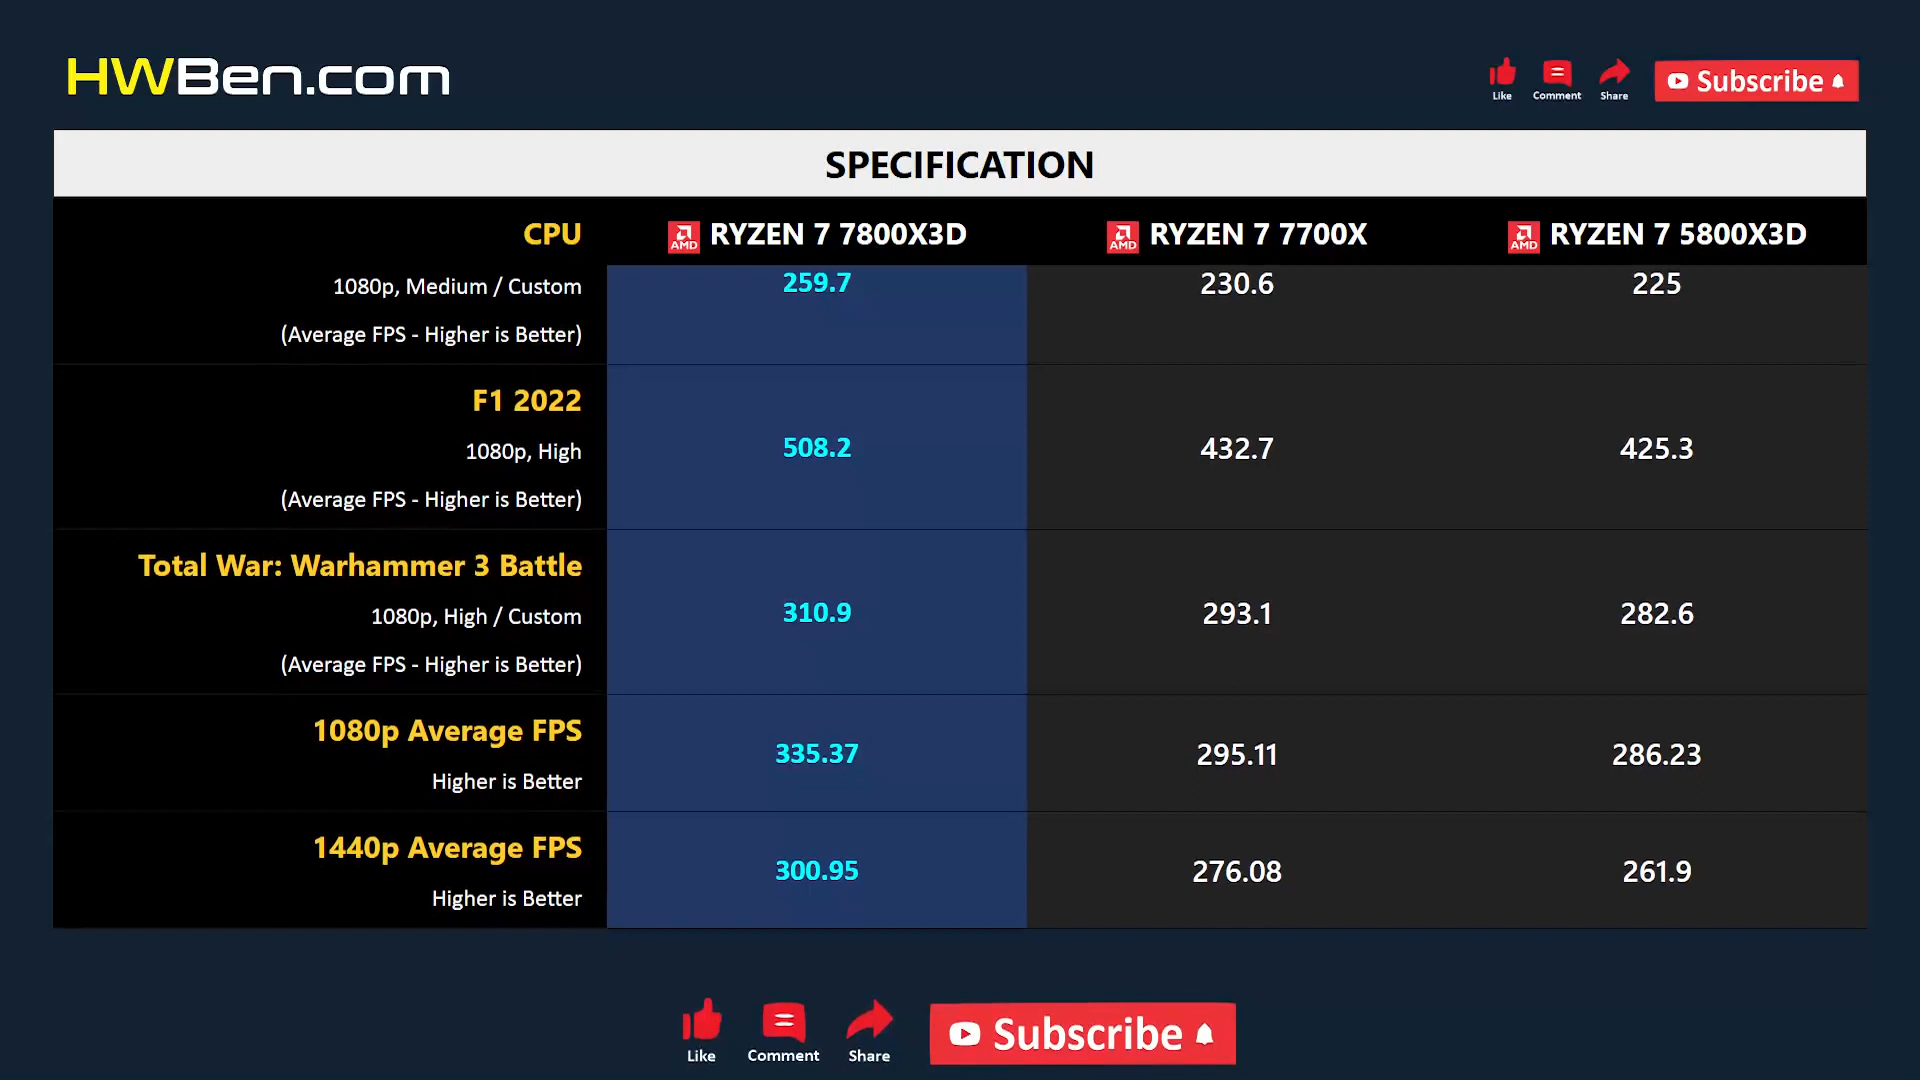 HWBen.com
Like Comment Share Subscribe
SPECIFICATION
CPU AMD RYZEN 7 7800X3D AMD RYZEN 7 7700X AMD RYZEN 7 5800X3D
1080p, Medium / Custom 259.7 230.6 225
(Average FPS - Higher is Better)
F1 2022
1080p, High 508.2 432.7 425.3
(Average FPS - Higher is Better)
Total War: Warhammer 3 Battle
1080p, High / Custom 310.9 293.1 282.6
(Average FPS - Higher is Better)
1080p Average FPS 335.37 295.11 286.23
Higher is Better
1440p Average FPS 300.95 276.08 261.9
Higher is Better
Like Comment Share Subscribe